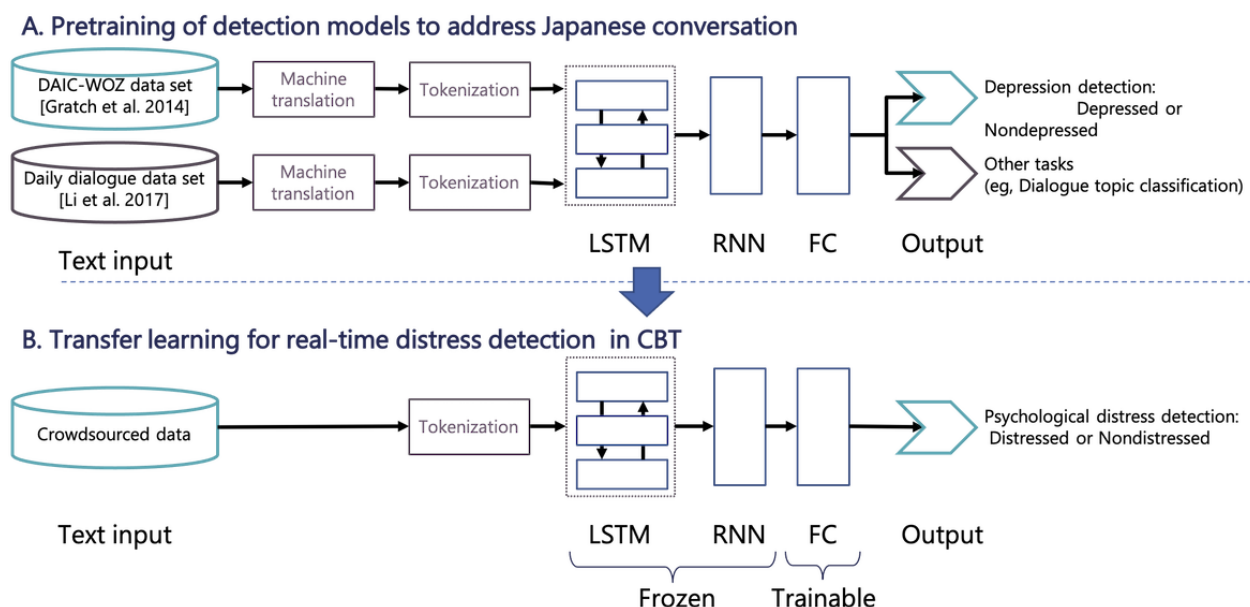 A. Pretraining of detection models to address Japanese conversation
DAIC-WOZ data set
[Gratch et al. 2014]
Machine
translation
Tokenization
Depression detection:
Depressed or
Nondepressed
Daily dialogue data set
[Li et al. 2017]
Machine
translation
Tokenization
Other tasks
(eg, Dialogue topic classification)
Text input
LSTM
RNN
FC
Output
B. Transfer learning for real-time distress detection in CBT
Crowdsourced data
Tokenization
Psychological distress detection:
Distressed or Nondistressed
Text input
LSTM
RNN
FC
Output
Frozen
Trainable